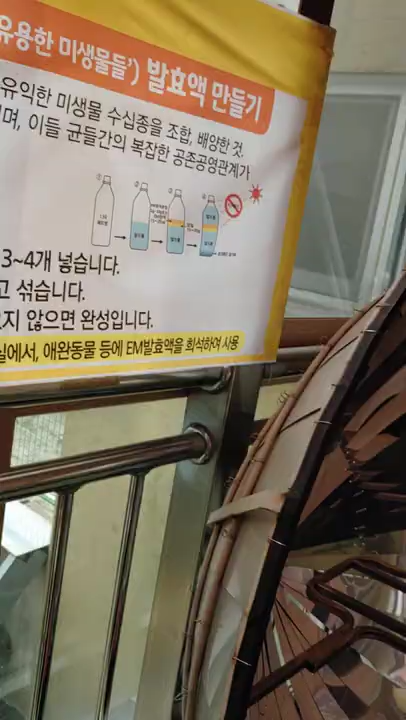 유용한 미생물들’) 발효액 만들기
유익한 미생물 수십종을 조합, 배양한 것.
며, 이들 균들간의 복잡한 공존공영관계가
① ② ③ ④
3~4개 넣습니다.
고 섞습니다.
지 않으면 완성입니다.
실에서, 애완동물 등에 EM발효액을 희석하여 사용